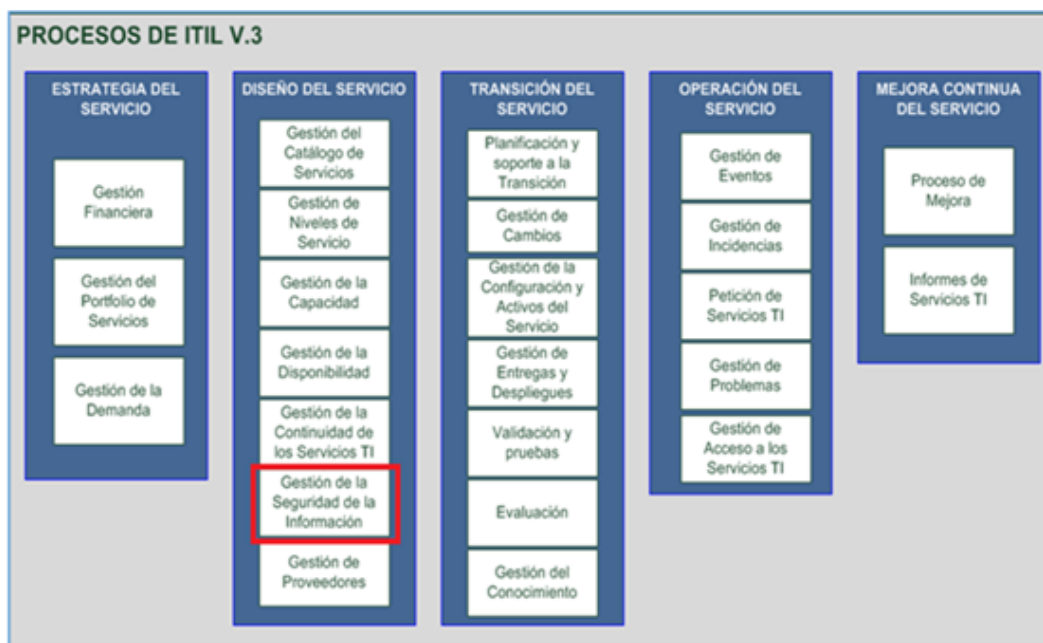 PROCESOS DE ITIL V.3
ESTRATEGIA DEL
SERVICIO
Gestión
Financiera
Gestión del
Portfolio de
Servicios
Gestión de la
Demanda
DISEÑO DEL SERVICIO
Gestión del
Catálogo de
Servicios
Gestión de
Niveles de
Servicio
Gestión de la
Capacidad
Gestión de la
Disponibilidad
Gestión de la
Continuidad de
los Servicios TI
Gestión de la
Seguridad de la
Información
Gestión de
Proveedores
TRANSICIÓN DEL
SERVICIO
Planificación y
soporte a la
Transición
Gestión de
Cambios
Gestión de la
Configuración y
Activos del
Servicio
Gestión de
Entregas y
Despliegues
Validación y
pruebas
Evaluación
Gestión del
Conocimiento
OPERACIÓN DEL
SERVICIO
Gestión de
Eventos
Gestión de
Incidencias
Petición de
Servicios TI
Gestión de
Problemas
Gestión de
Acceso a los
Servicios TI
MEJORA CONTINUA
DEL SERVICIO
Proceso de
Mejora
Informes de
Servicios TI